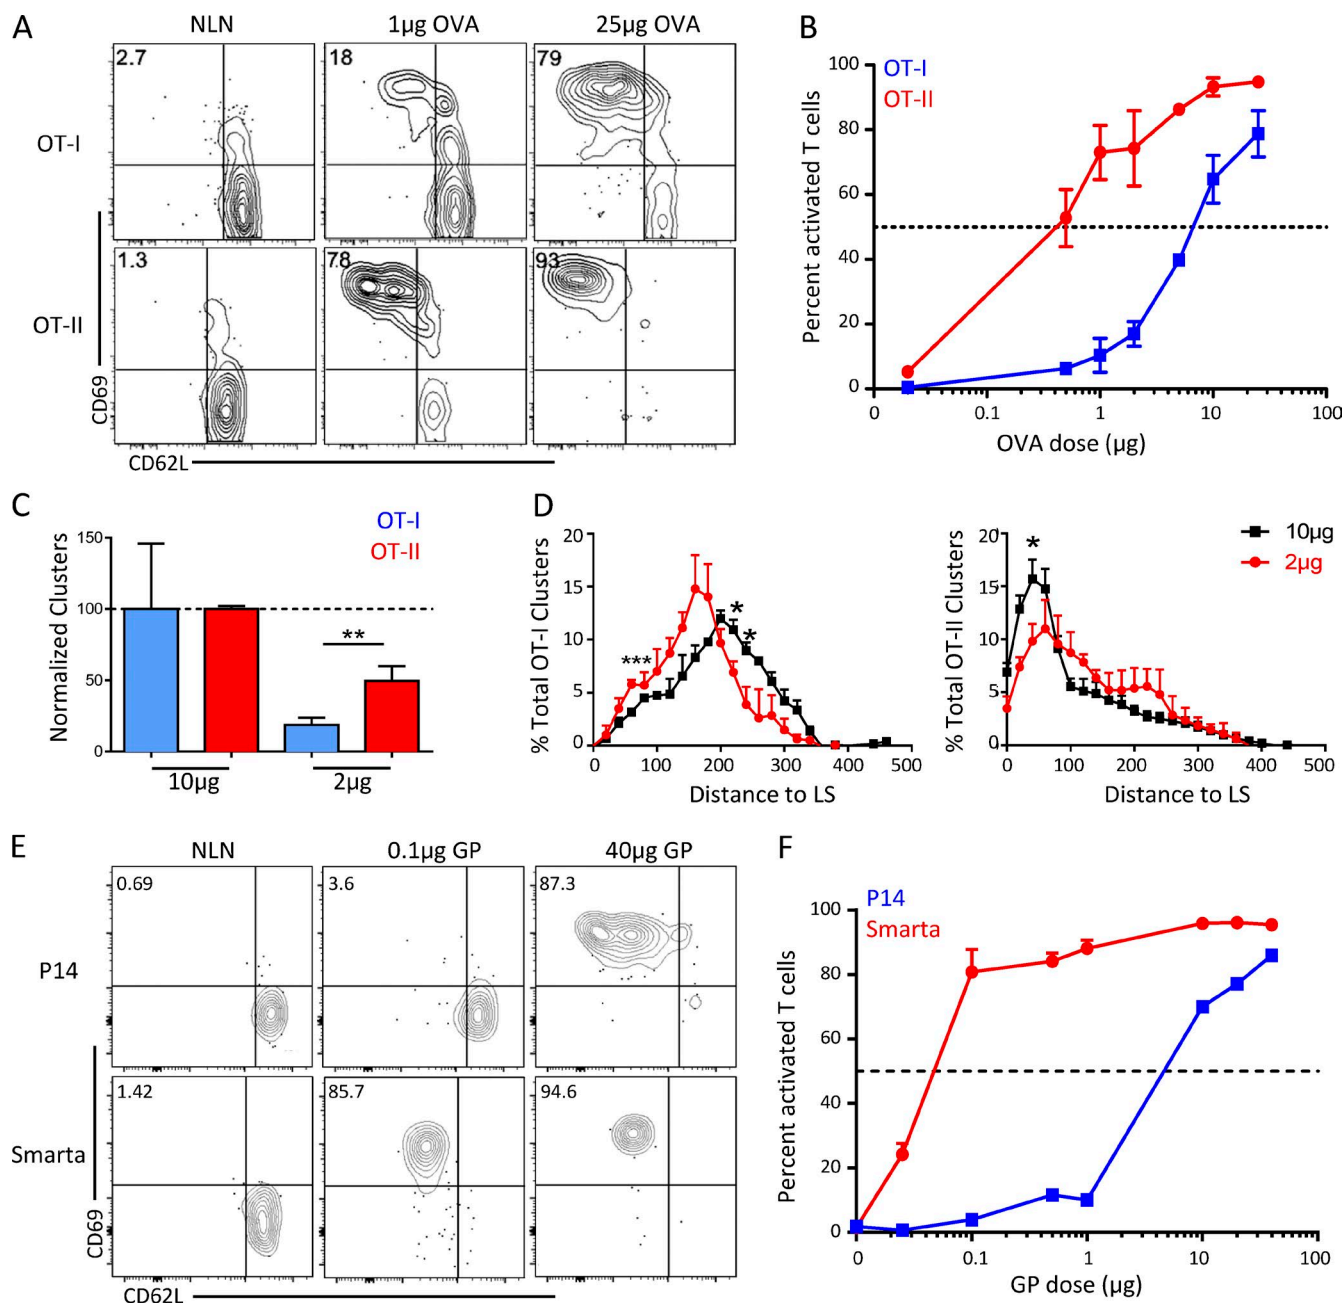 A
NLN 1µg OVA 25µg OVA
2.7 18 79
OT-I
1.3 78 93
OT-II
CD69
CD62L
B
OT-I
OT-II
Percent activated T cells
100
80
60
40
20
0
0 0.1 1 10 100
OVA dose (µg)
C
OT-I
OT-II
Normalized Clusters
150
100
50
0
**
10µg 2µg
D
% Total OT-I Clusters
20
15
10
5
0
***
*
*
0 100 200 300 400 500
Distance to LS
% Total OT-II Clusters
20
15
10
5
0
*
0 100 200 300 400 500
Distance to LS
10µg
2µg
E
NLN 0.1µg GP 40µg GP
0.69 3.6 87.3
P14
1.42 85.7 94.6
Smarta
CD69
CD62L
F
P14
Smarta
Percent activated T cells
100
80
60
40
20
0
0 0.1 1 10 100
GP dose (µg)